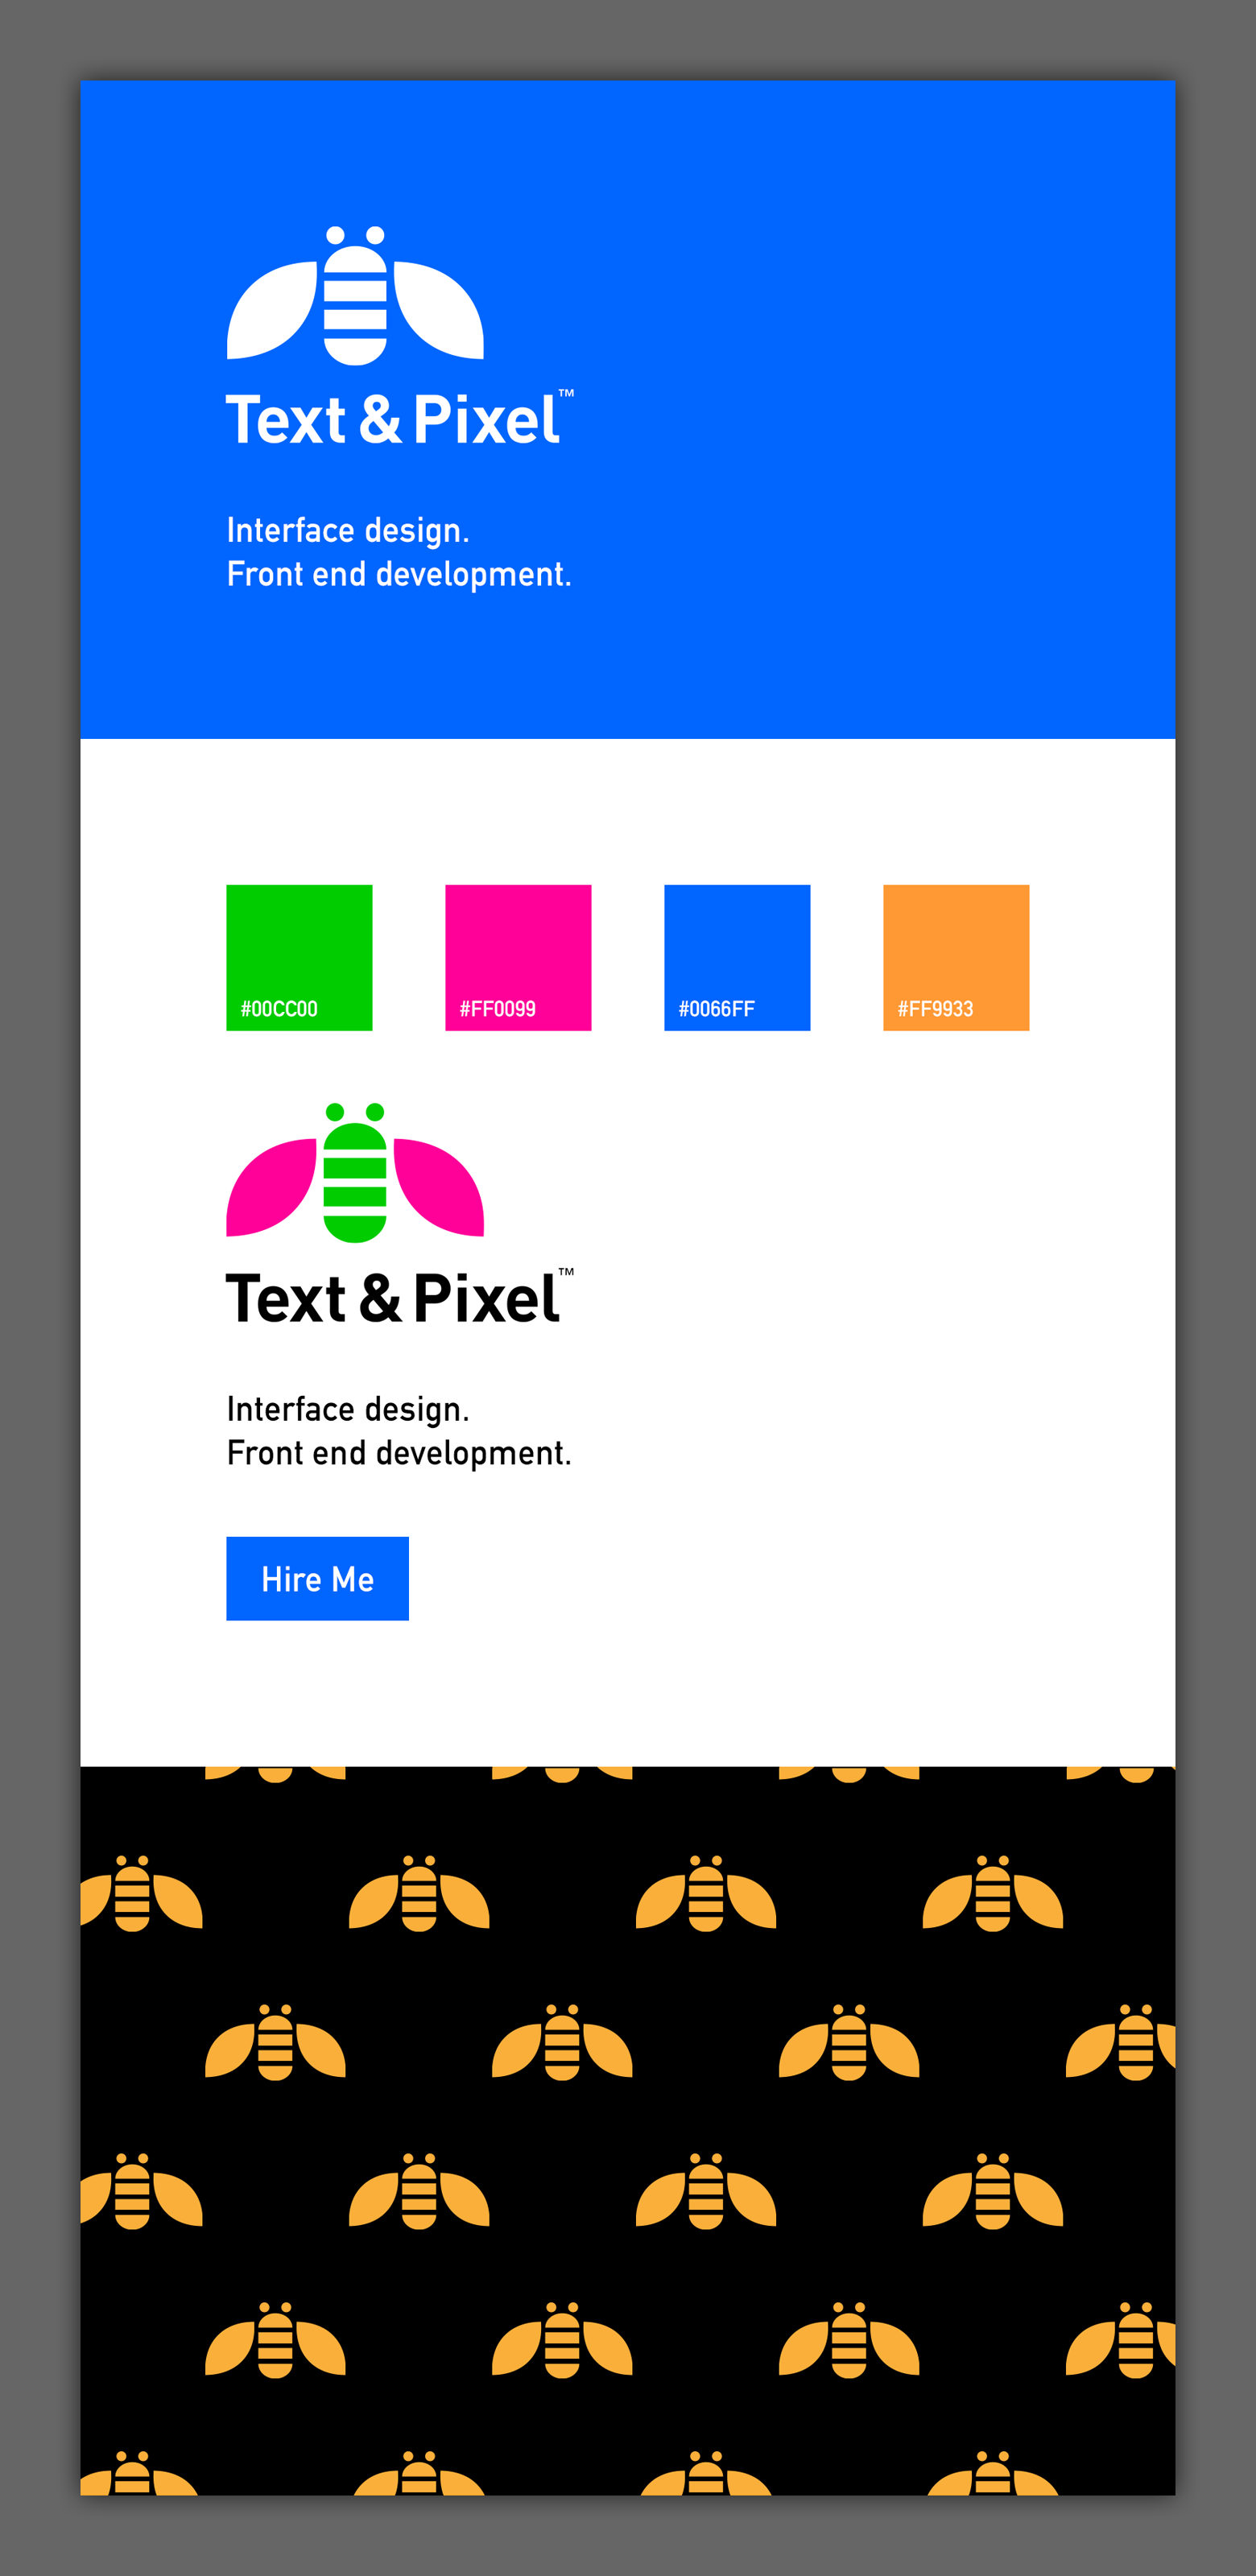 Text & Pixel™
Interface design.
Front end development.
#00CC00 #FF0099 #0066FF #FF9933
Text & Pixel™
Interface design.
Front end development.
Hire Me